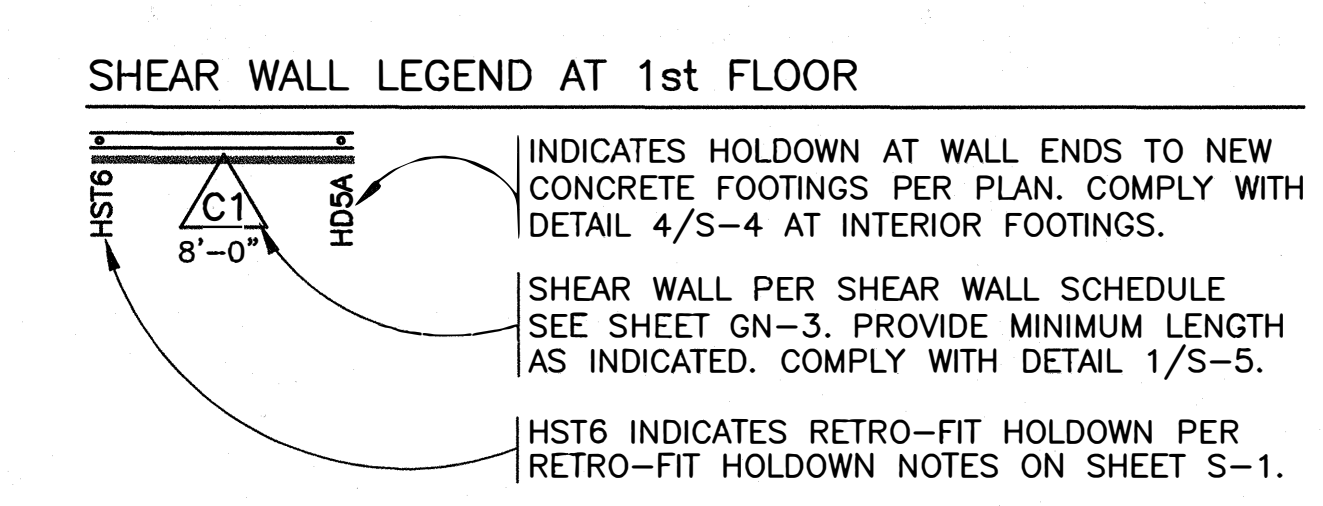 SHEAR WALL LEGEND AT 1st FLOOR
HST6
C1
8'-0"
HD5A
INDICATES HOLDOWN AT WALL ENDS TO NEW
CONCRETE FOOTINGS PER PLAN. COMPLY WITH
DETAIL 4/S-4 AT INTERIOR FOOTINGS.
SHEAR WALL PER SHEAR WALL SCHEDULE
SEE SHEET GN-3. PROVIDE MINIMUM LENGTH
AS INDICATED. COMPLY WITH DETAIL 1/S-5.
HST6 INDICATES RETRO-FIT HOLDOWN PER
RETRO-FIT HOLDOWN NOTES ON SHEET S-1.